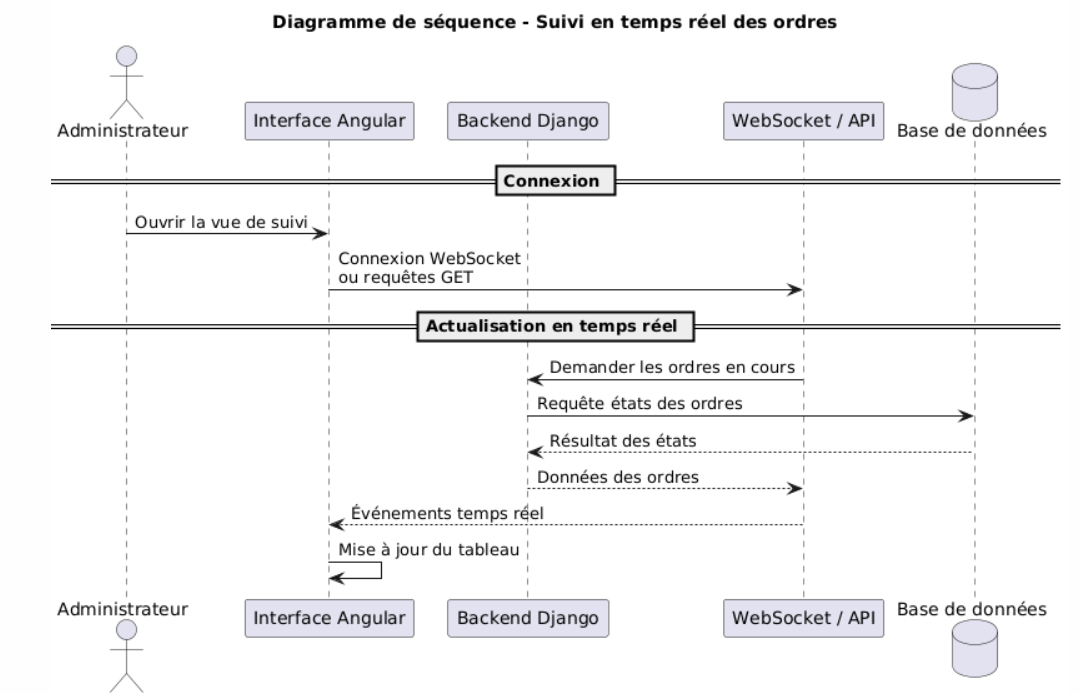 Diagramme de séquence - Suivi en temps réel des ordres
Administrateur
Interface Angular
Backend Django
WebSocket / API
Base de données
Connexion
Ouvrir la vue de suivi
Connexion WebSocket
ou requêtes GET
Actualisation en temps réel
Demander les ordres en cours
Requête états des ordres
Résultat des états
Données des ordres
Événements temps réel
Mise à jour du tableau
Administrateur
Interface Angular
Backend Django
WebSocket / API
Base de données